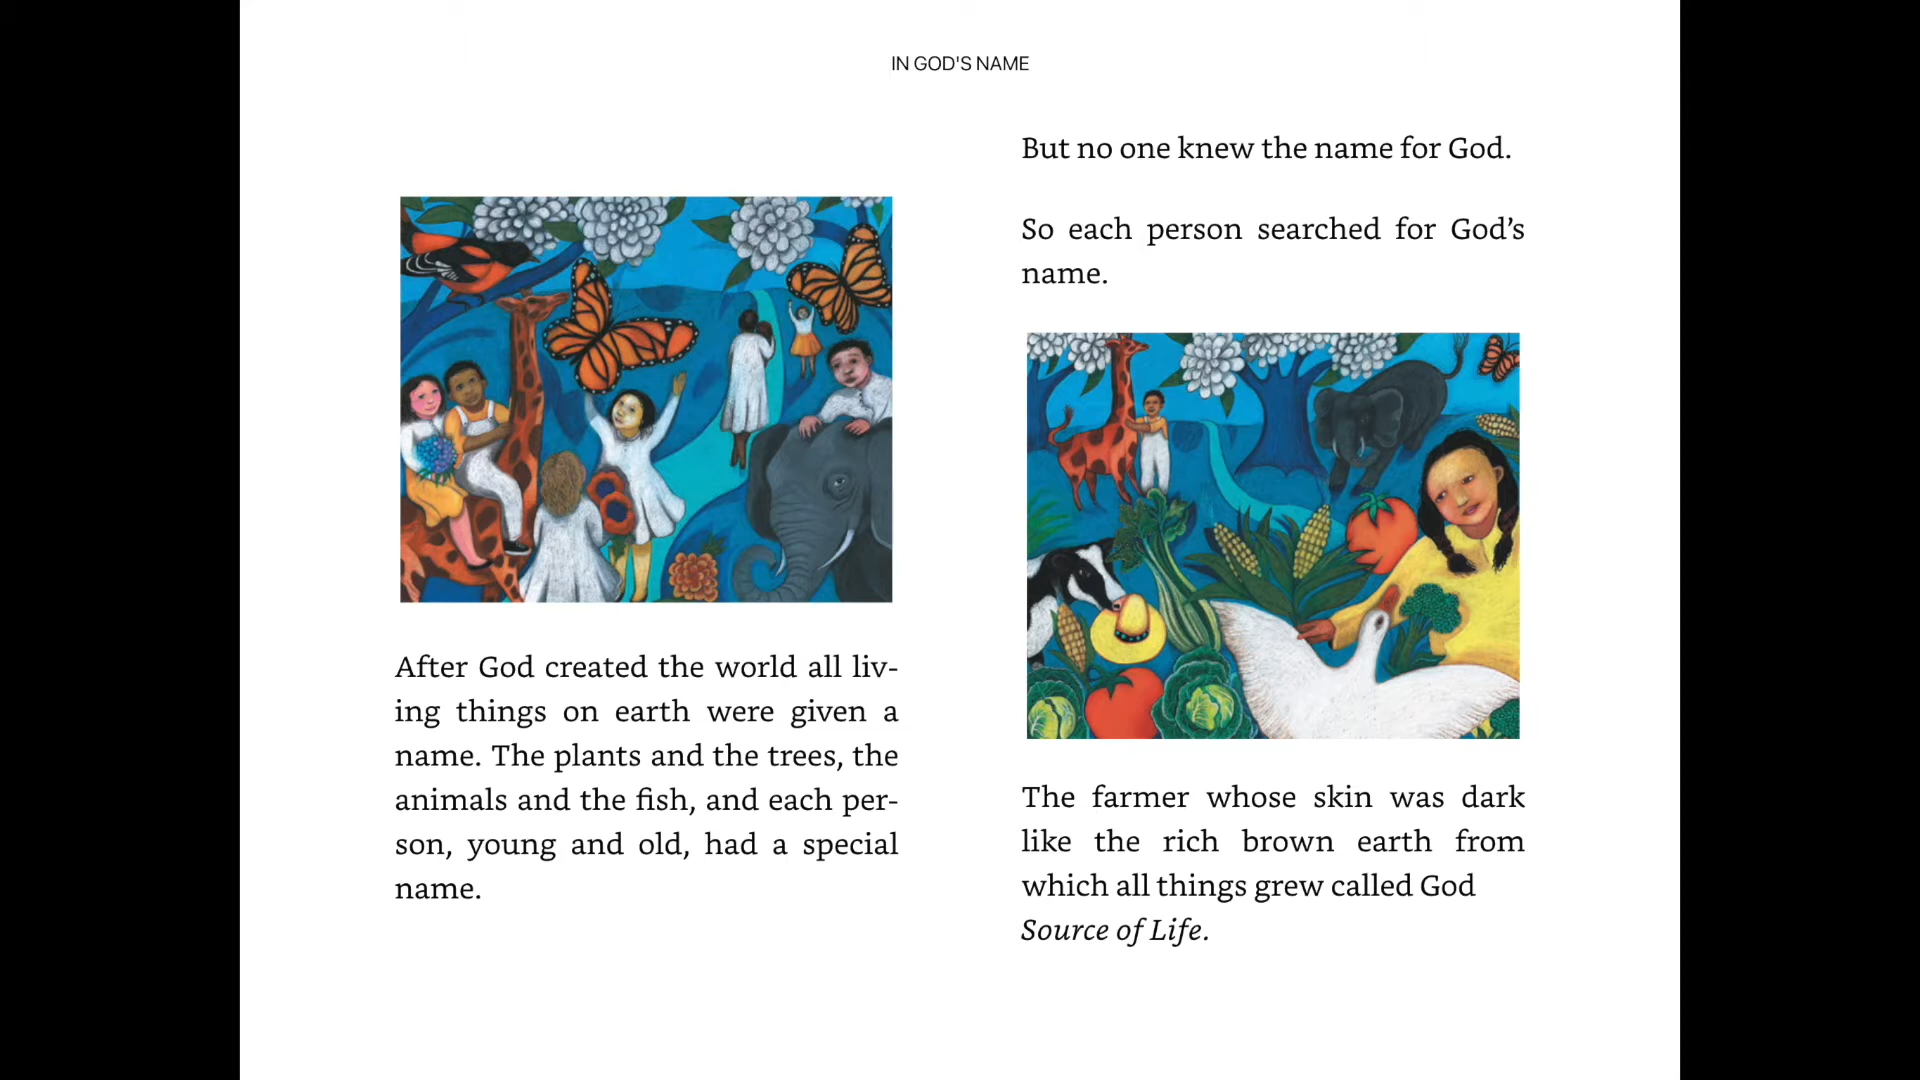 IN GOD'S NAME
After God created the world all liv-
ing things on earth were given a
name. The plants and the trees, the
animals and the fish, and each per-
son, young and old, had a special
name.
But no one knew the name for God.
So each person searched for God’s
name.
The farmer whose skin was dark
like the rich brown earth from
which all things grew called God
Source of Life.